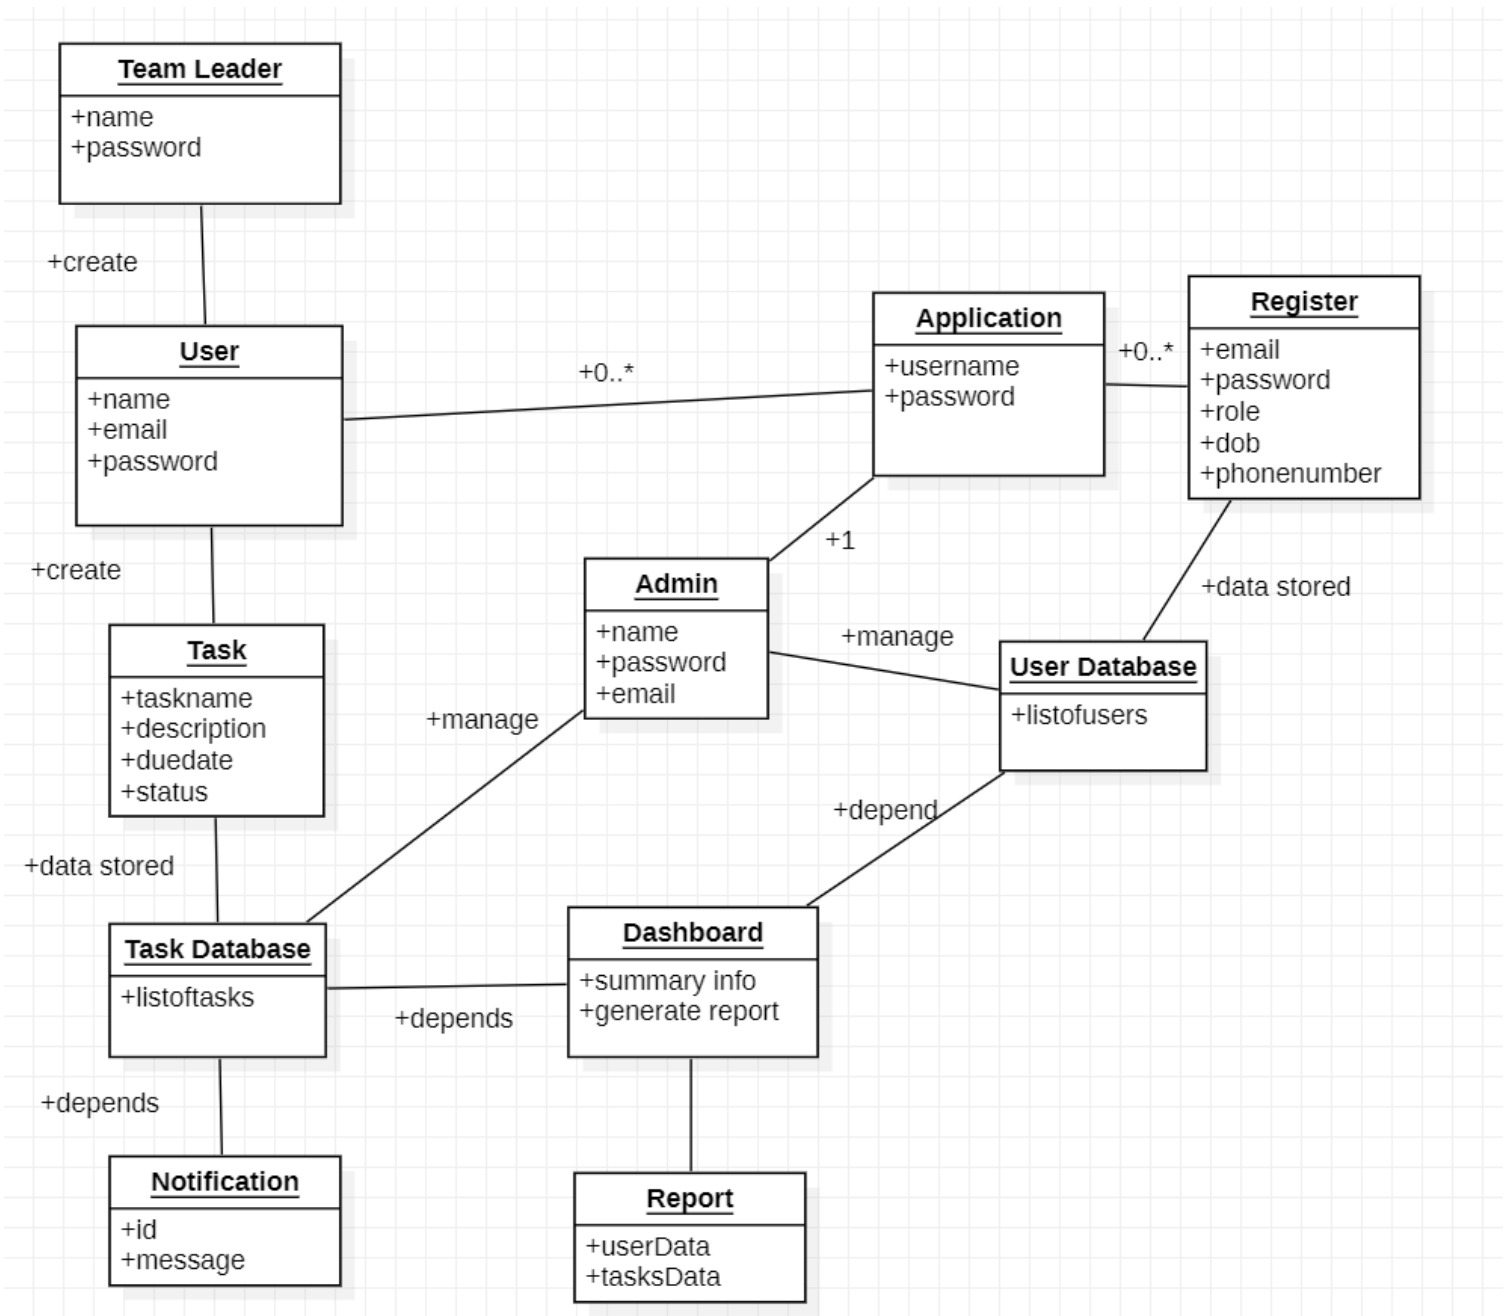 Team Leader
+name
+password
+create
User
+name
+email
+password
+0..*
Application
+username
+password
+0..*
Register
+email
+password
+role
+dob
+phonenumber
+create
+1
+data stored
Task
+taskname
+description
+duedate
+status
Admin
+name
+password
+email
+manage
+manage
User Database
+listofusers
+depend
+data stored
Task Database
+listoftasks
+depends
Dashboard
+summary info
+generate report
+depends
Notification
+id
+message
Report
+userData
+tasksData